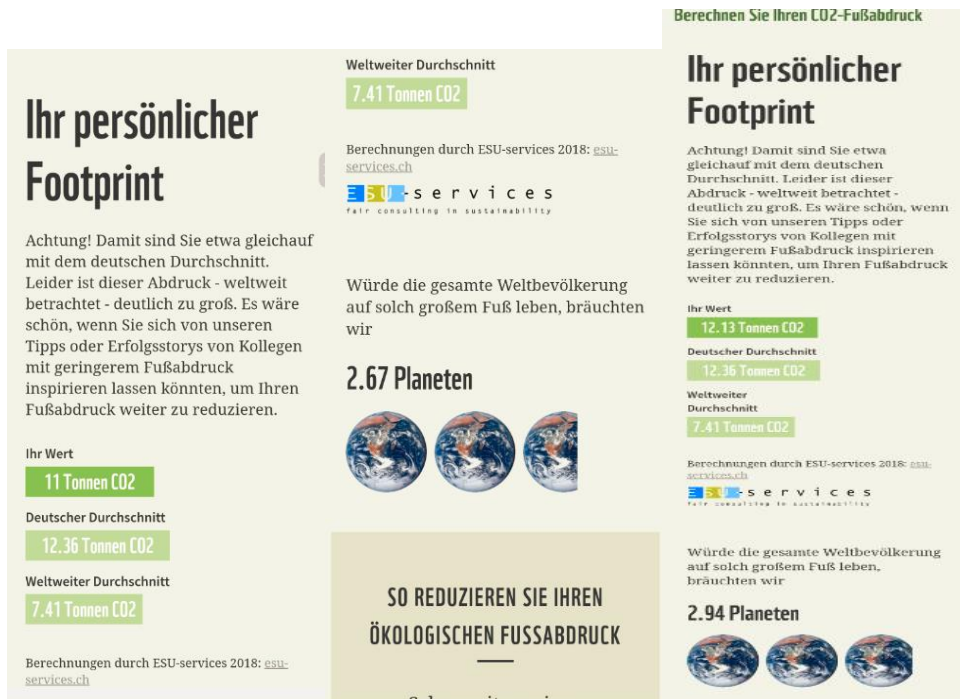 Ihr persönlicher
Footprint
Achtung! Damit sind Sie etwa gleichauf
mit dem deutschen Durchschnitt.
Leider ist dieser Abdruck - weltweit
betrachtet - deutlich zu groß. Es wäre
schön, wenn Sie sich von unseren
Tipps oder Erfolgsstorys von Kollegen
mit geringerem Fußabdruck
inspirieren lassen könnten, um Ihren
Fußabdruck weiter zu reduzieren.
Ihr Wert
11 Tonnen CO2
Deutscher Durchschnitt
12.36 Tonnen CO2
Weltweiter Durchschnitt
7.41 Tonnen CO2
Berechnungen durch ESU-services 2018: esu-
services.ch
Weltweiter Durchschnitt
7.41 Tonnen CO2
Berechnungen durch ESU-services 2018: esu-
services.ch
ESU-services
fair consulting in sustainability
Würde die gesamte Weltbevölkerung
auf solch großem Fuß leben, bräuchten
wir
2.67 Planeten
SO REDUZIEREN SIE IHREN
ÖKOLOGISCHEN FUSSABDRUCK
Berechnen Sie Ihren CO2-Fußabdruck
Ihr persönlicher
Footprint
Achtung! Damit sind Sie etwa
gleichauf mit dem deutschen
Durchschnitt. Leider ist dieser
Abdruck - weltweit betrachtet -
deutlich zu groß. Es wäre schön, wenn
Sie sich von unseren Tipps oder
Erfolgsstorys von Kollegen mit
geringerem Fußabdruck inspirieren
lassen könnten, um Ihren Fußabdruck
weiter zu reduzieren.
Ihr Wert
12.13 Tonnen CO2
Deutscher Durchschnitt
12.36 Tonnen CO2
Weltweiter
Durchschnitt
7.41 Tonnen CO2
Berechnungen durch ESU-services 2018: esu-
services.ch
ESU-services
fair consulting in sustainability
Würde die gesamte Weltbevölkerung
auf solch großem Fuß leben,
bräuchten wir
2.94 Planeten